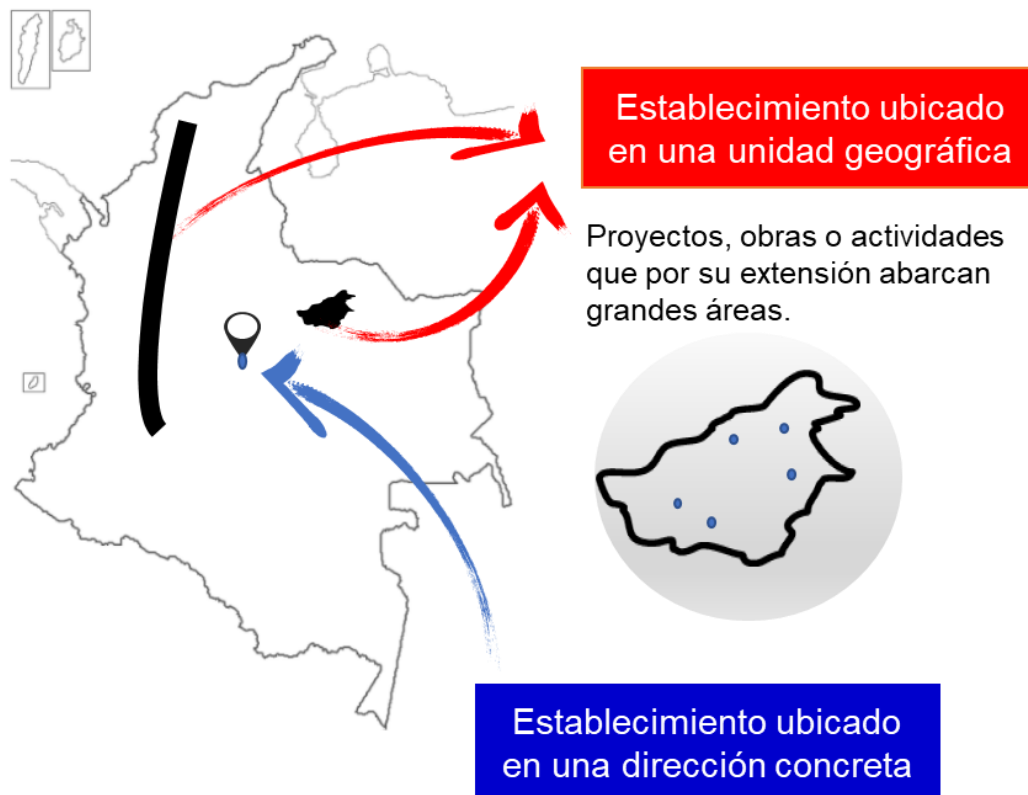 Establecimiento ubicado
en una unidad geográfica
Proyectos, obras o actividades
que por su extensión abarcan
grandes áreas.
Establecimiento ubicado
en una dirección concreta